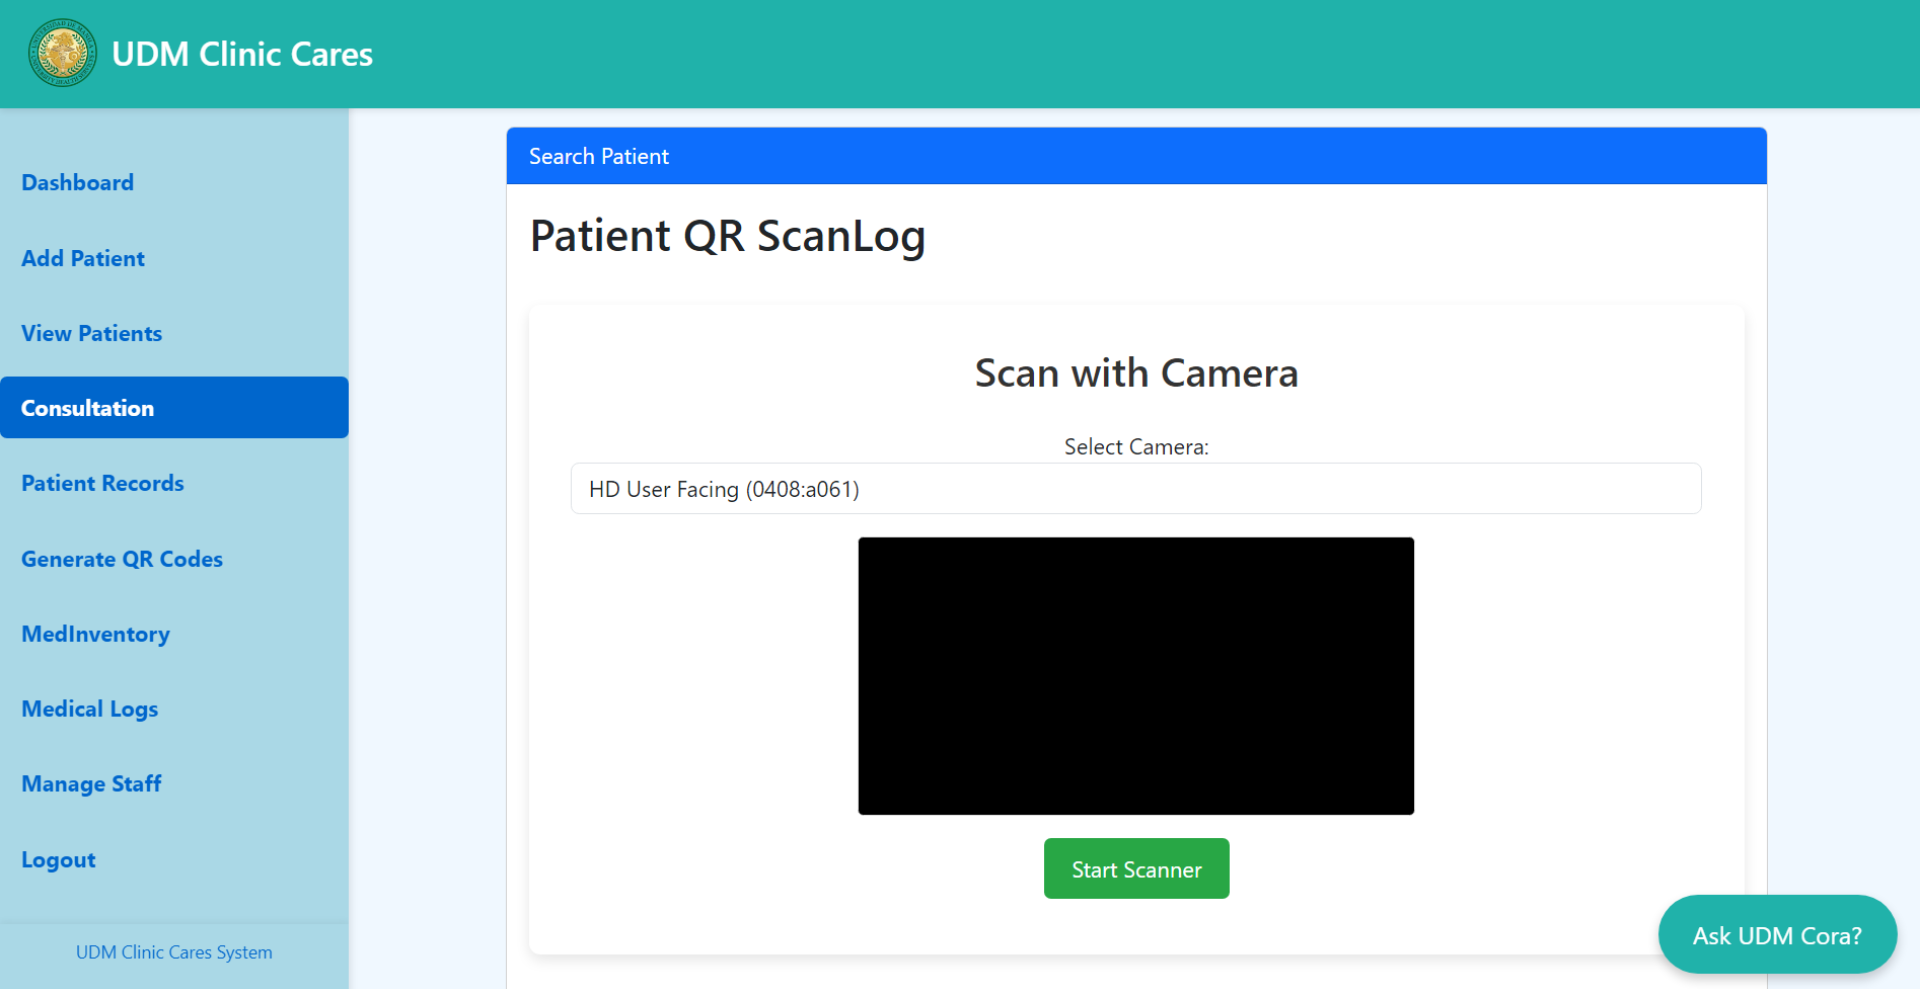 UDM Clinic Cares
Dashboard
Add Patient
View Patients
Consultation
Patient Records
Generate QR Codes
MedInventory
Medical Logs
Manage Staff
Logout
UDM Clinic Cares System
Search Patient
Patient QR ScanLog
Scan with Camera
Select Camera:
HD User Facing (0408:a061)
Start Scanner
Ask UDM Cora?